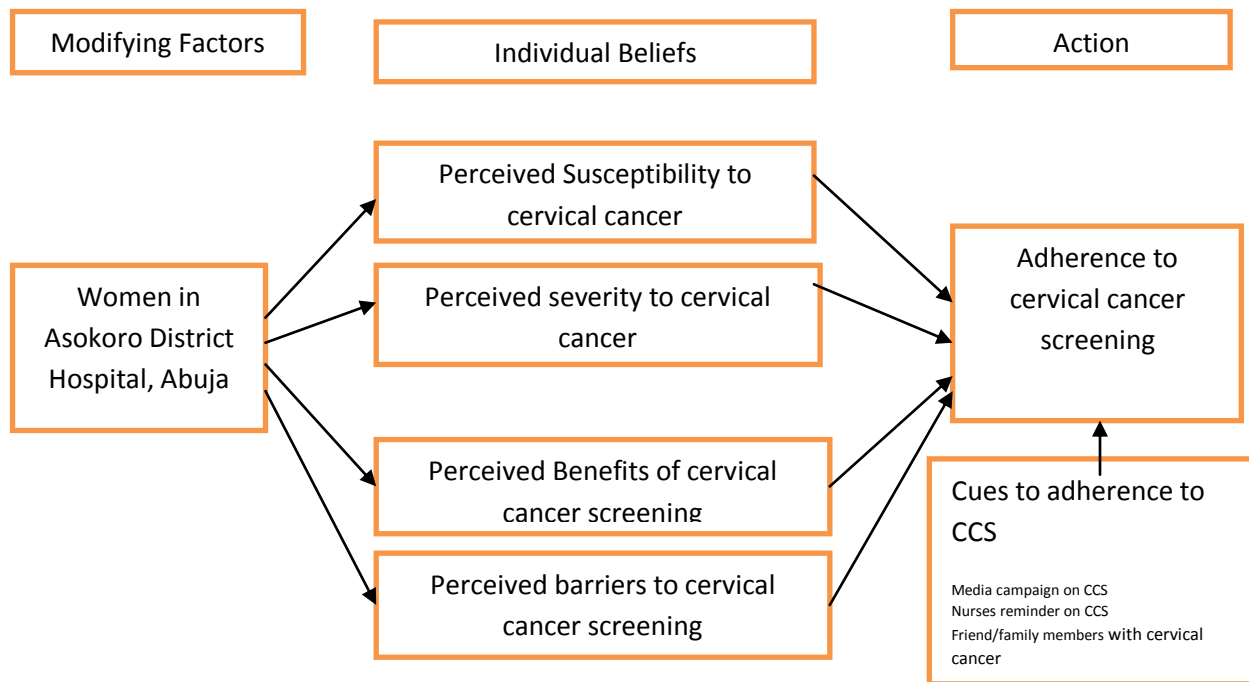 Modifying Factors
Individual Beliefs
Action
Perceived Susceptibility to
cervical cancer
Women in
Asokoro District
Hospital, Abuja
Perceived severity to cervical
cancer
Adherence to
cervical cancer
screening
Perceived Benefits of cervical
cancer screening
Perceived barriers to cervical
cancer screening
Cues to adherence to
CCS
Media campaign on CCS
Nurses reminder on CCS
Friend/family members with cervical
cancer